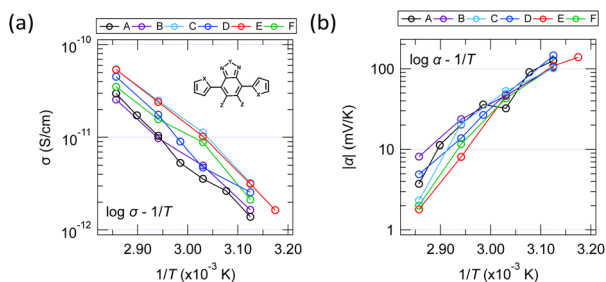 A B C D E F
A B C D E F
(a)
(b)
10⁻¹⁰
10⁻¹¹
10⁻¹²
σ (S/cm)
X
N
Y
N
X
Z
Z
log σ - 1/T
2.90 3.00 3.10 3.20
1/T (x10⁻³ K)
100
10
1
|α| (mV/K)
log α - 1/T
2.90 3.00 3.10 3.20
1/T (x10⁻³ K)